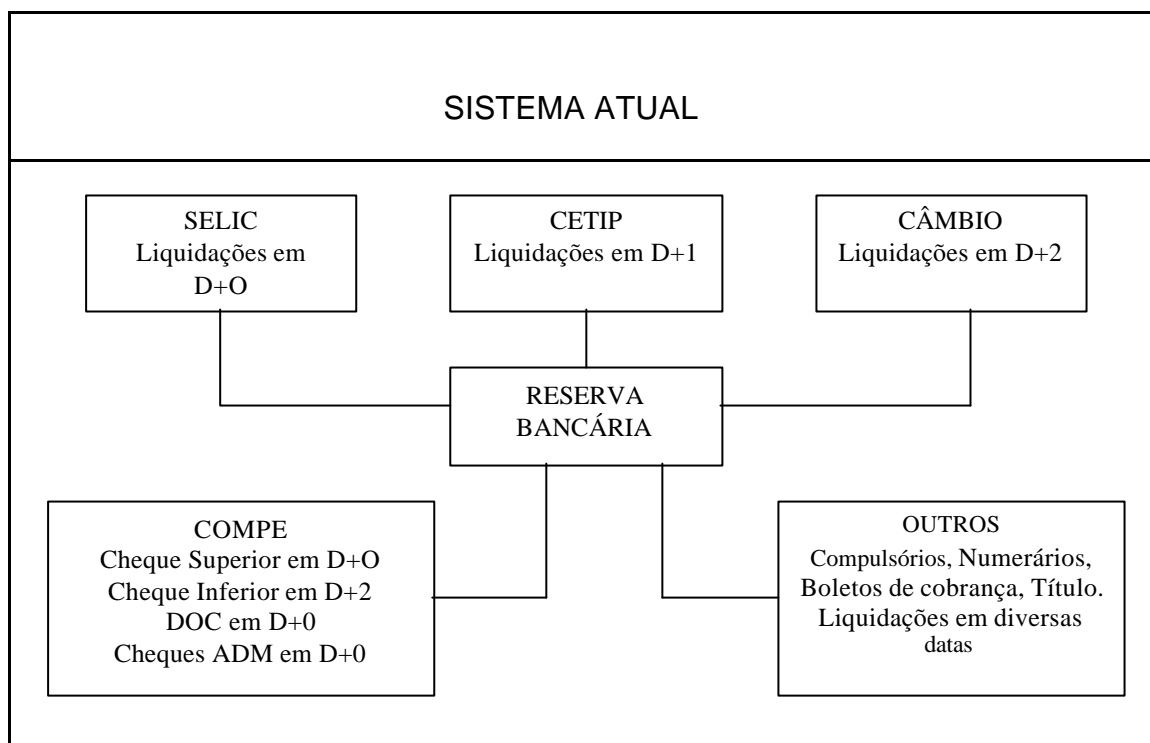 SISTEMA ATUAL
SELIC
Liquidações em
D+O
CETIP
Liquidações em D+1
CÂMBIO
Liquidações em D+2
RESERVA
BANCÁRIA
COMPE
Cheque Superior em D+O
Cheque Inferior em D+2
DOC em D+0
Cheques ADM em D+0
OUTROS
Compulsórios, Numerários,
Boletos de cobrança, Título.
Liquidações em diversas
datas